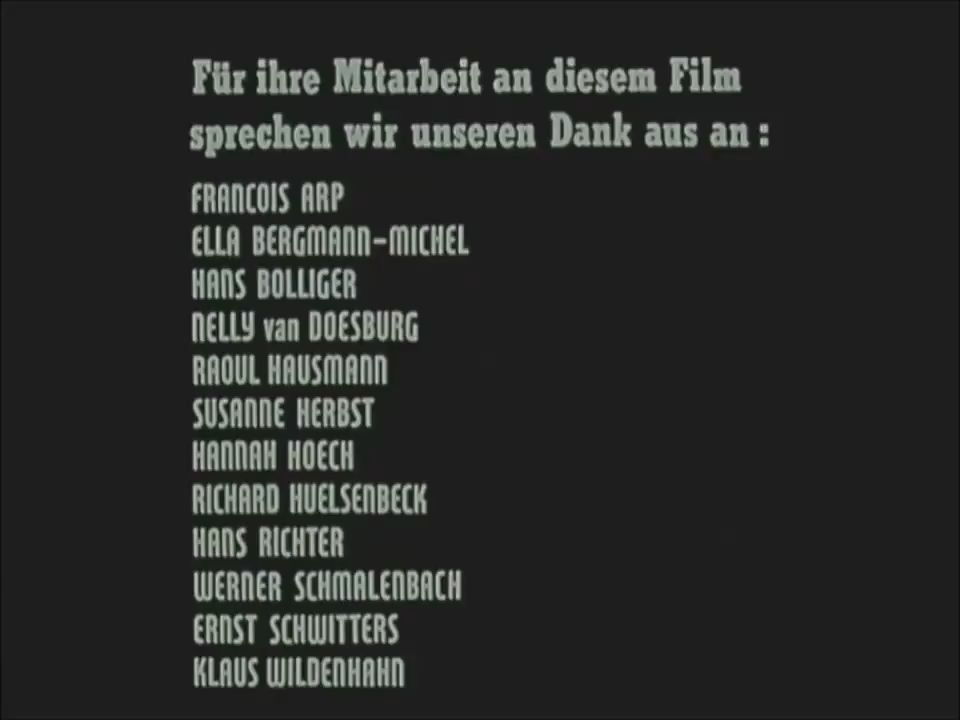 Für ihre Mitarbeit an diesem Film
sprechen wir unseren Dank aus an :
FRANCOIS ARP
ELLA BERGMANN-MICHEL
HANS BOLLIGER
NELLY van DOESBURG
RAOUL HAUSMANN
SUSANNE HERBST
HANNAH HOECH
RICHARD HUELSENBECK
HANS RICHTER
WERNER SCHMALENBACH
ERNST SCHWITTERS
KLAUS WILDENHAHN